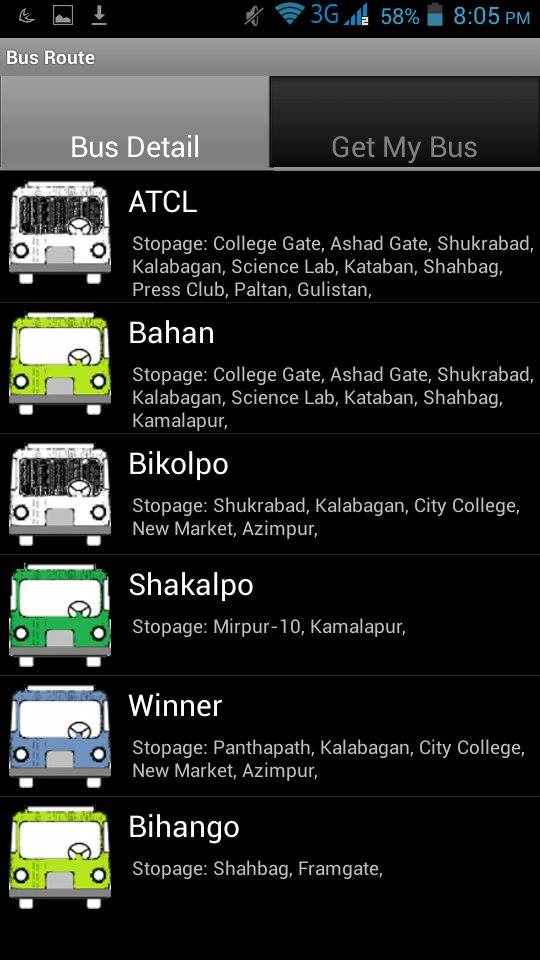 3G 2 58% 8:05 PM
Bus Route
Bus Detail Get My Bus
ATCL
Stopage: College Gate, Ashad Gate, Shukrabad,
Kalabagan, Science Lab, Kataban, Shahbag,
Press Club, Paltan, Gulistan,
Bahan
Stopage: College Gate, Ashad Gate, Shukrabad,
Kalabagan, Science Lab, Kataban, Shahbag,
Kamalapur,
Bikolpo
Stopage: Shukrabad, Kalabagan, City College,
New Market, Azimpur,
Shakalpo
Stopage: Mirpur-10, Kamalapur,
Winner
Stopage: Panthapath, Kalabagan, City College,
New Market, Azimpur,
Bihango
Stopage: Shahbag, Framgate,